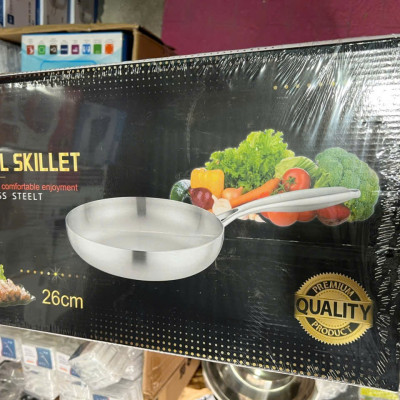 L SKILLET
comfortable enjoyment
SS STEELT
26cm
PREMIUM
QUALITY
PRODUCT